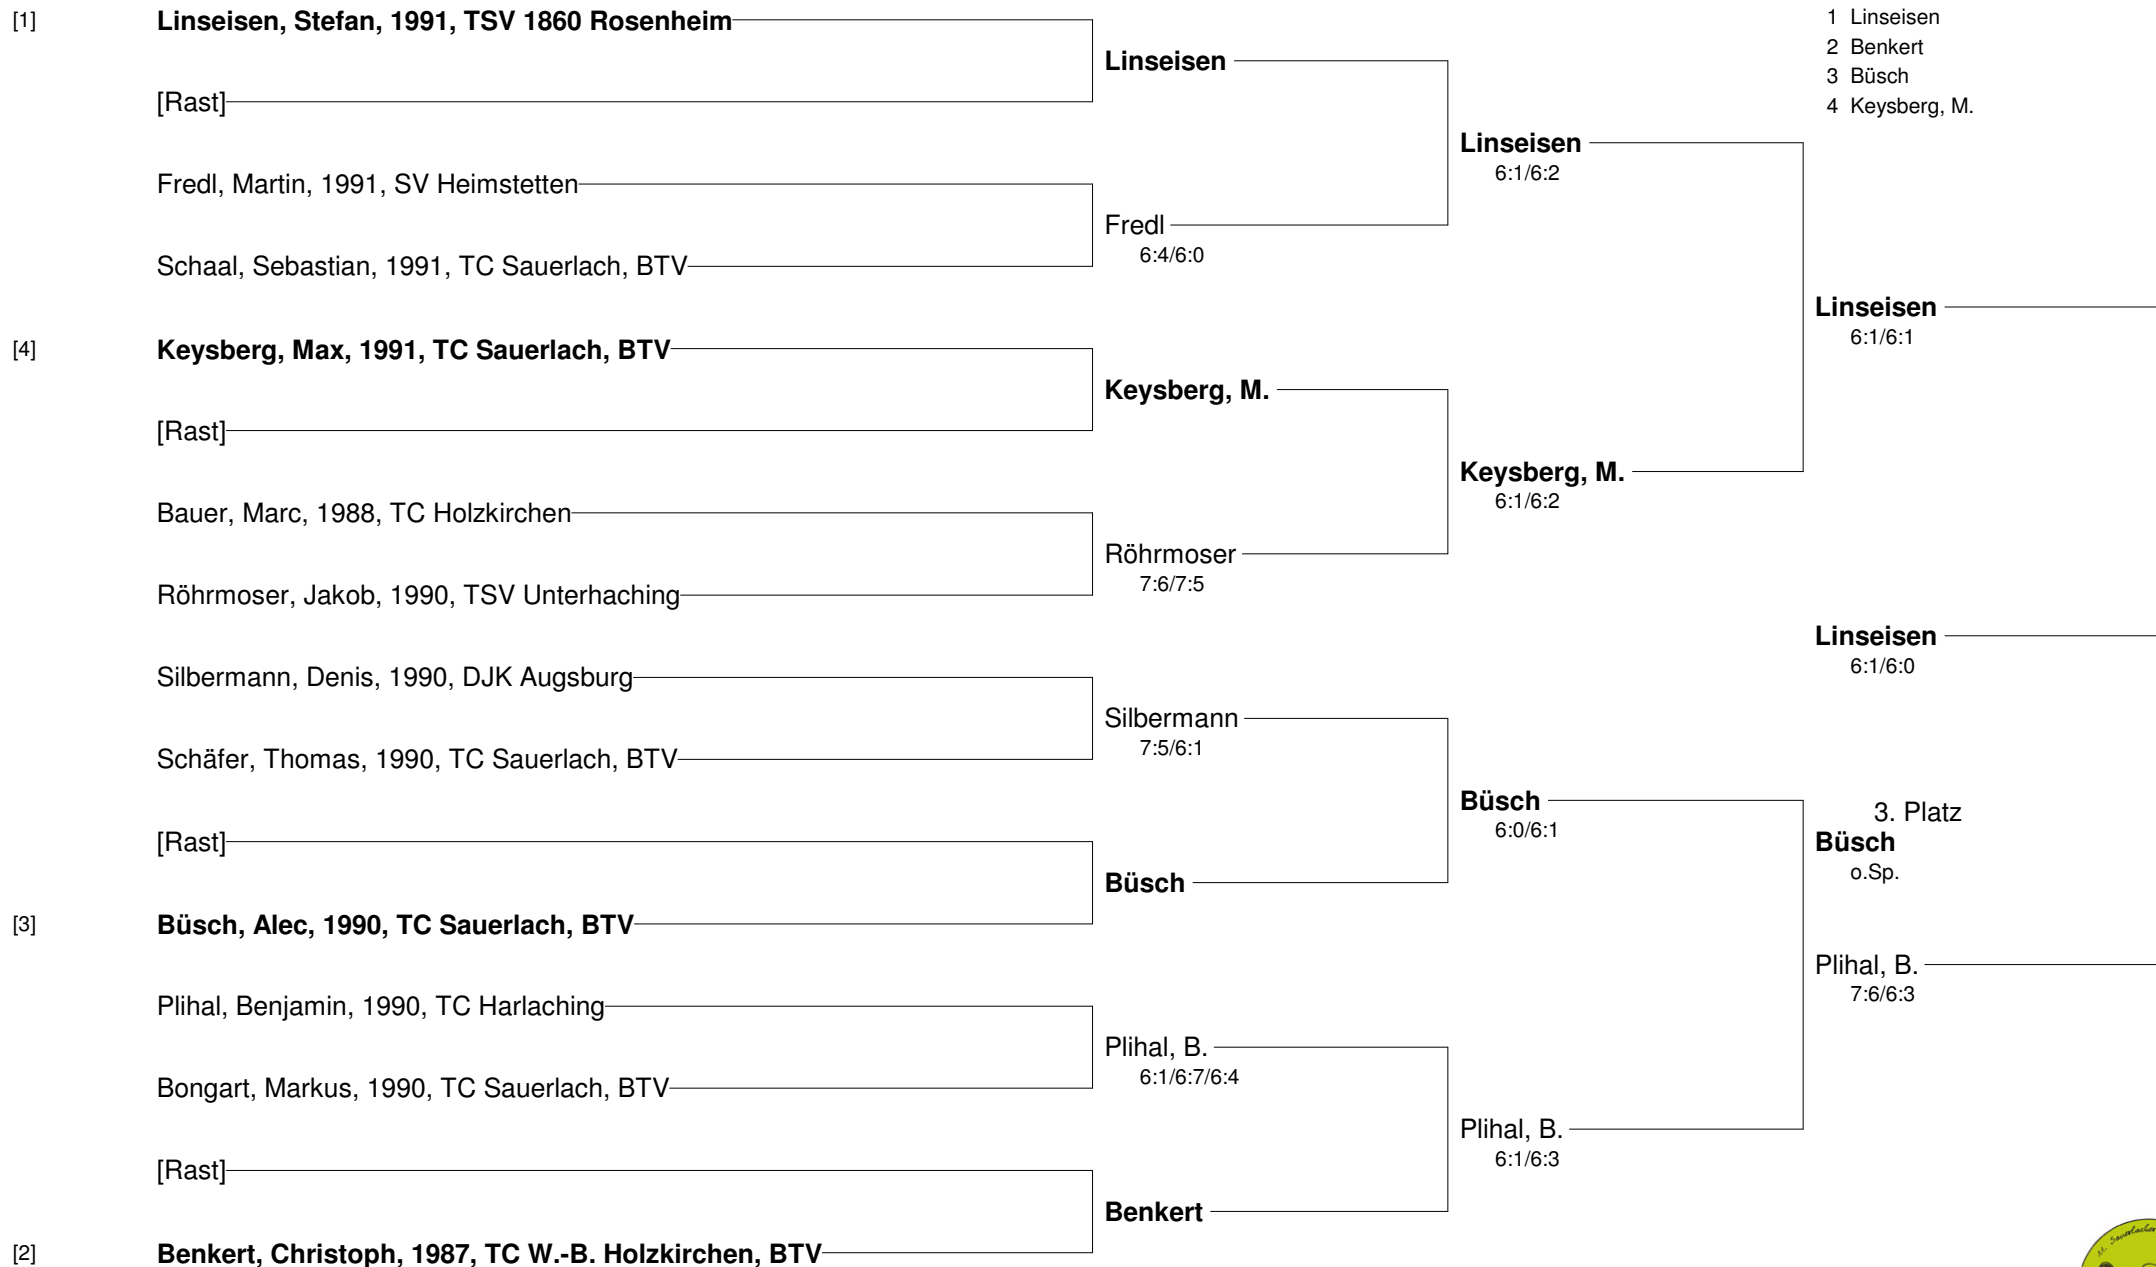 [1] Linseisen, Stefan, 1991, TSV 1860 Rosenheim
[Rast]
Fredl, Martin, 1991, SV Heimstetten
Schaal, Sebastian, 1991, TC Sauerlach, BTV
[4] Keysberg, Max, 1991, TC Sauerlach, BTV
[Rast]
Bauer, Marc, 1988, TC Holzkirchen
Röhrmoser, Jakob, 1990, TSV Unterhaching
Silbermann, Denis, 1990, DJK Augsburg
Schäfer, Thomas, 1990, TC Sauerlach, BTV
[Rast]
[3] Büsch, Alec, 1990, TC Sauerlach, BTV
Plihal, Benjamin, 1990, TC Harlaching
Bongart, Markus, 1990, TC Sauerlach, BTV
[Rast]
[2] Benkert, Christoph, 1987, TC W.-B. Holzkirchen, BTV
Linseisen
Fredl
6:4/6:0
Keysberg, M.
Röhrmoser
7:6/7:5
Silbermann
7:5/6:1
Büsch
Plihal, B.
6:1/6:7/6:4
Benkert
Linseisen
6:1/6:2
Keysberg, M.
6:1/6:2
Büsch
6:0/6:1
Plihal, B.
6:1/6:3
1 Linseisen
2 Benkert
3 Büsch
4 Keysberg, M.
Linseisen
6:1/6:1
Linseisen
6:1/6:0
3. Platz
Büsch
o.Sp.
Plihal, B.
7:6/6:3